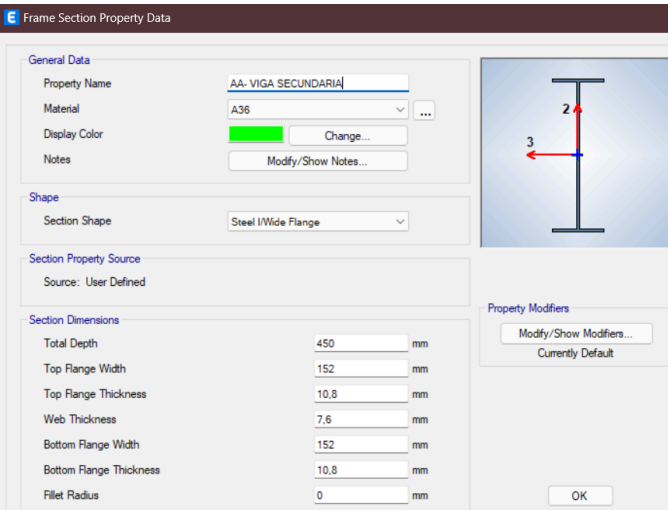 E Frame Section Property Data
General Data
Property Name AA- VIGA SECUNDARIA
Material A36 ...
Display Color Change...
Notes Modify/Show Notes...
Shape
Section Shape Steel I/Wide Flange
Section Property Source
Source: User Defined
Section Dimensions
Total Depth 450 mm
Top Flange Width 152 mm
Top Flange Thickness 10,8 mm
Web Thickness 7,6 mm
Bottom Flange Width 152 mm
Bottom Flange Thickness 10,8 mm
Fillet Radius 0 mm
2
3
Property Modifiers
Modify/Show Modifiers...
Currently Default
OK